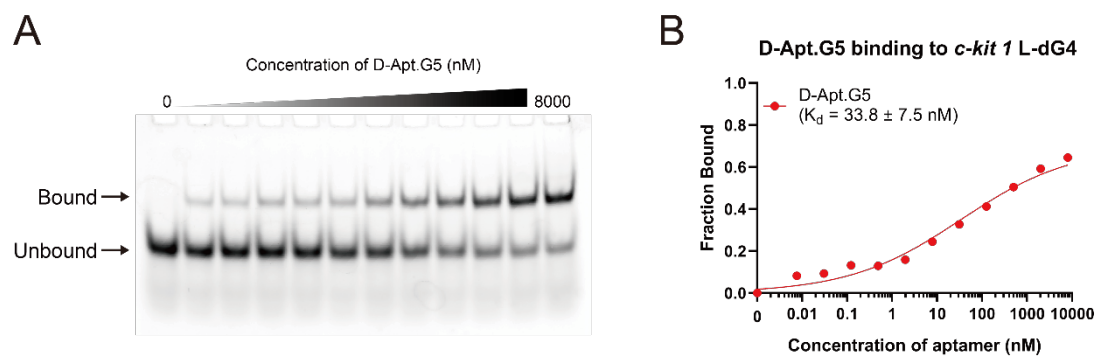 A
Concentration of D-Apt.G5 (nM)
0
8000
Bound
Unbound
B
D-Apt.G5 binding to c-kit 1 L-dG4
D-Apt.G5
(Kd = 33.8 ± 7.5 nM)
Fraction Bound
1.0
0.8
0.6
0.4
0.2
0.0
0 0.01 0.1 1 10 100 1000 10000
Concentration of aptamer (nM)